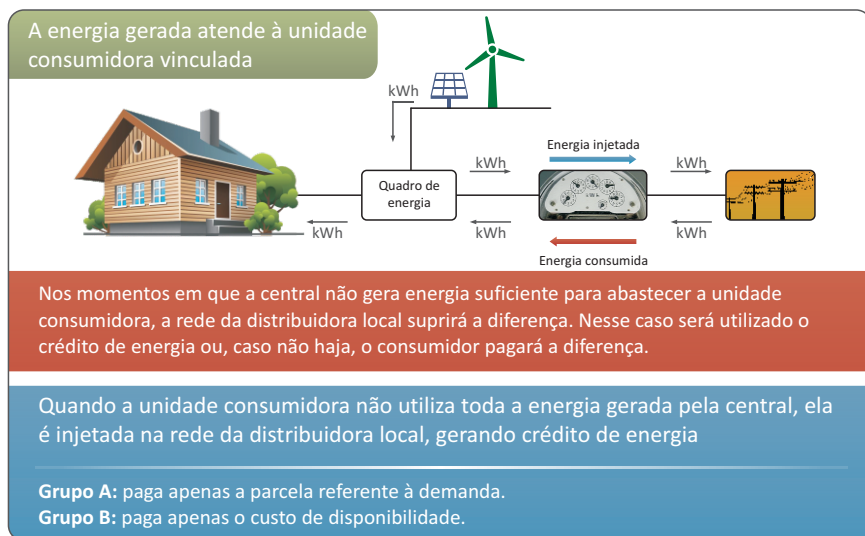 A energia gerada atende à unidade
consumidora vinculada
kWh
Energia injetada
kWh
kWh
Quadro de
energia
kWh
kWh
kWh
Energia consumida
Nos momentos em que a central não gera energia suficiente para abastecer a unidade
consumidora, a rede da distribuidora local suprirá a diferença. Nesse caso será utilizado o
crédito de energia ou, caso não haja, o consumidor pagará a diferença.
Quando a unidade consumidora não utiliza toda a energia gerada pela central, ela
é injetada na rede da distribuidora local, gerando crédito de energia
Grupo A: paga apenas a parcela referente à demanda.
Grupo B: paga apenas o custo de disponibilidade.